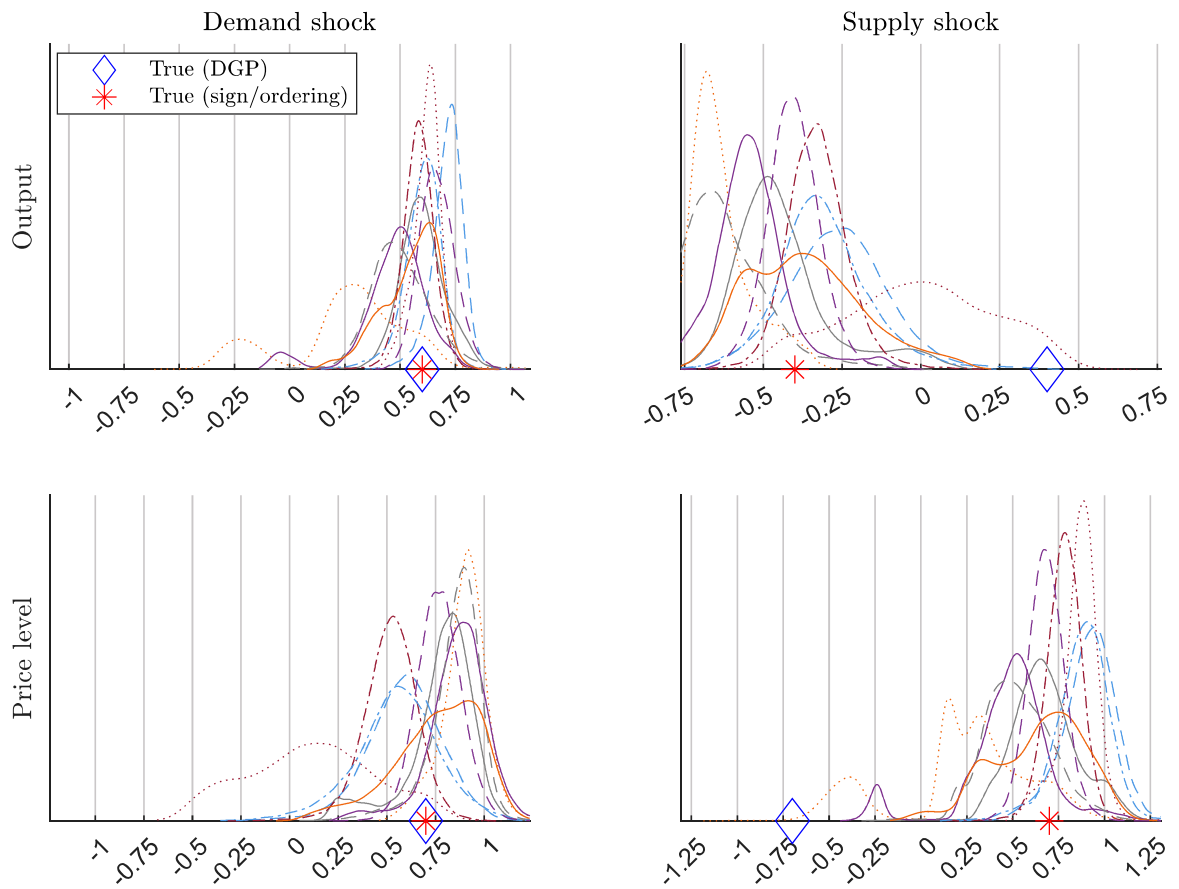 Demand shock
Supply shock
True (DGP)
True (sign/ordering)
Output
-1 -0.75 -0.5 -0.25 0 0.25 0.5 0.75 1
-0.75 -0.5 -0.25 0 0.25 0.5 0.75
Price level
-1 -0.75 -0.5 -0.25 0 0.25 0.5 0.75 1
-1.25 -1 -0.75 -0.5 -0.25 0 0.25 0.5 0.75 1 1.25